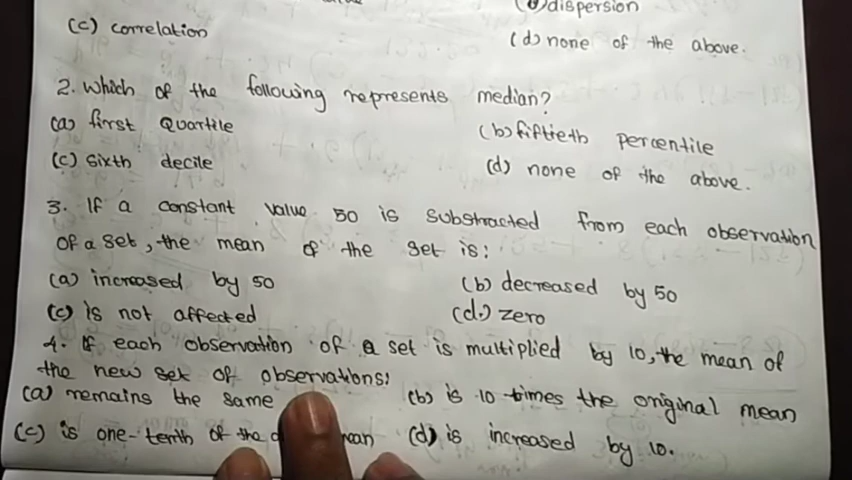 (b) dispersion
(c) correlation
(d) none of the above.
2. Which of the following represents median?
(a) first Quartile
(b) fiftieth percentile
(c) sixth decile
(d) none of the above.
3. If a constant value 50 is substracted from each observation
of a set, the mean of the set is:
(a) increased by 50
(b) decreased by 50
(c) is not affected
(d.) zero
4. If each observation of a set is multiplied by 10, the mean of
the new set of observations:
(a) remains the same
(b) is 10 times the original mean
(c) is one-tenth of the mean
(d) is increased by 10.